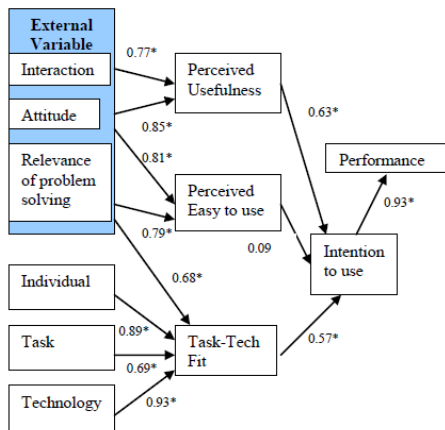 External
Variable
Interaction
0.77*
Perceived
Usefulness
Attitude
0.85*
0.63*
0.81*
Relevance
of problem
solving
Performance
Perceived
Easy to use
0.93*
0.79*
0.09
Intention
to use
0.68*
Individual
0.89*
Task
Task-Tech
Fit
0.57*
0.69*
Technology
0.93*